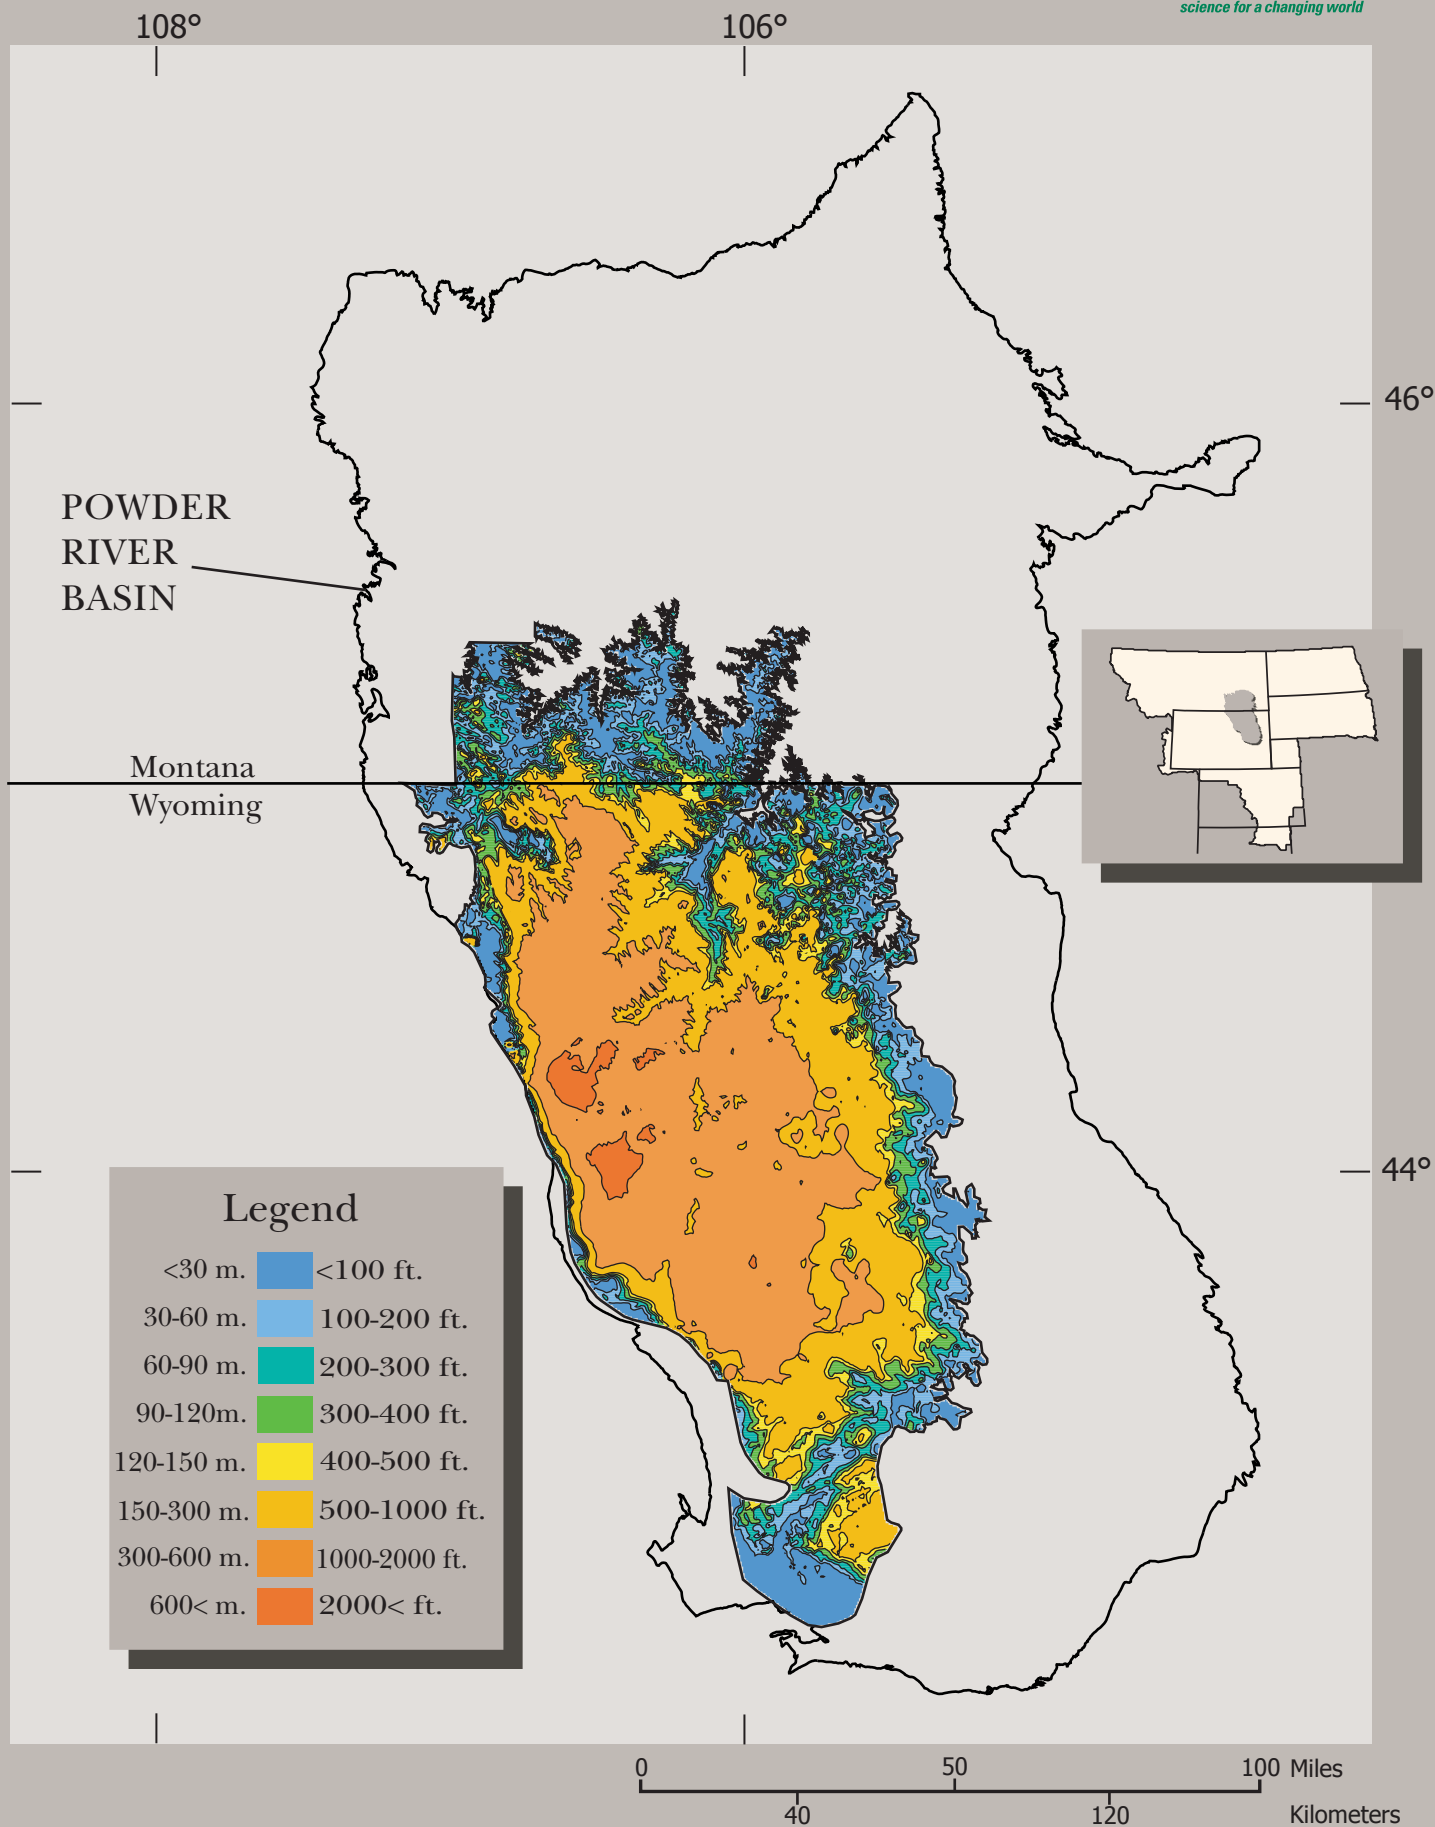 science for a changing world
108°
106°
46°
POWDER
RIVER
BASIN
Montana
Wyoming
44°
Legend
<30 m. <100 ft.
30-60 m. 100-200 ft.
60-90 m. 200-300 ft.
90-120m. 300-400 ft.
120-150 m. 400-500 ft.
150-300 m. 500-1000 ft.
300-600 m. 1000-2000 ft.
600< m. 2000< ft.
0 50 100 Miles
40 120 Kilometers